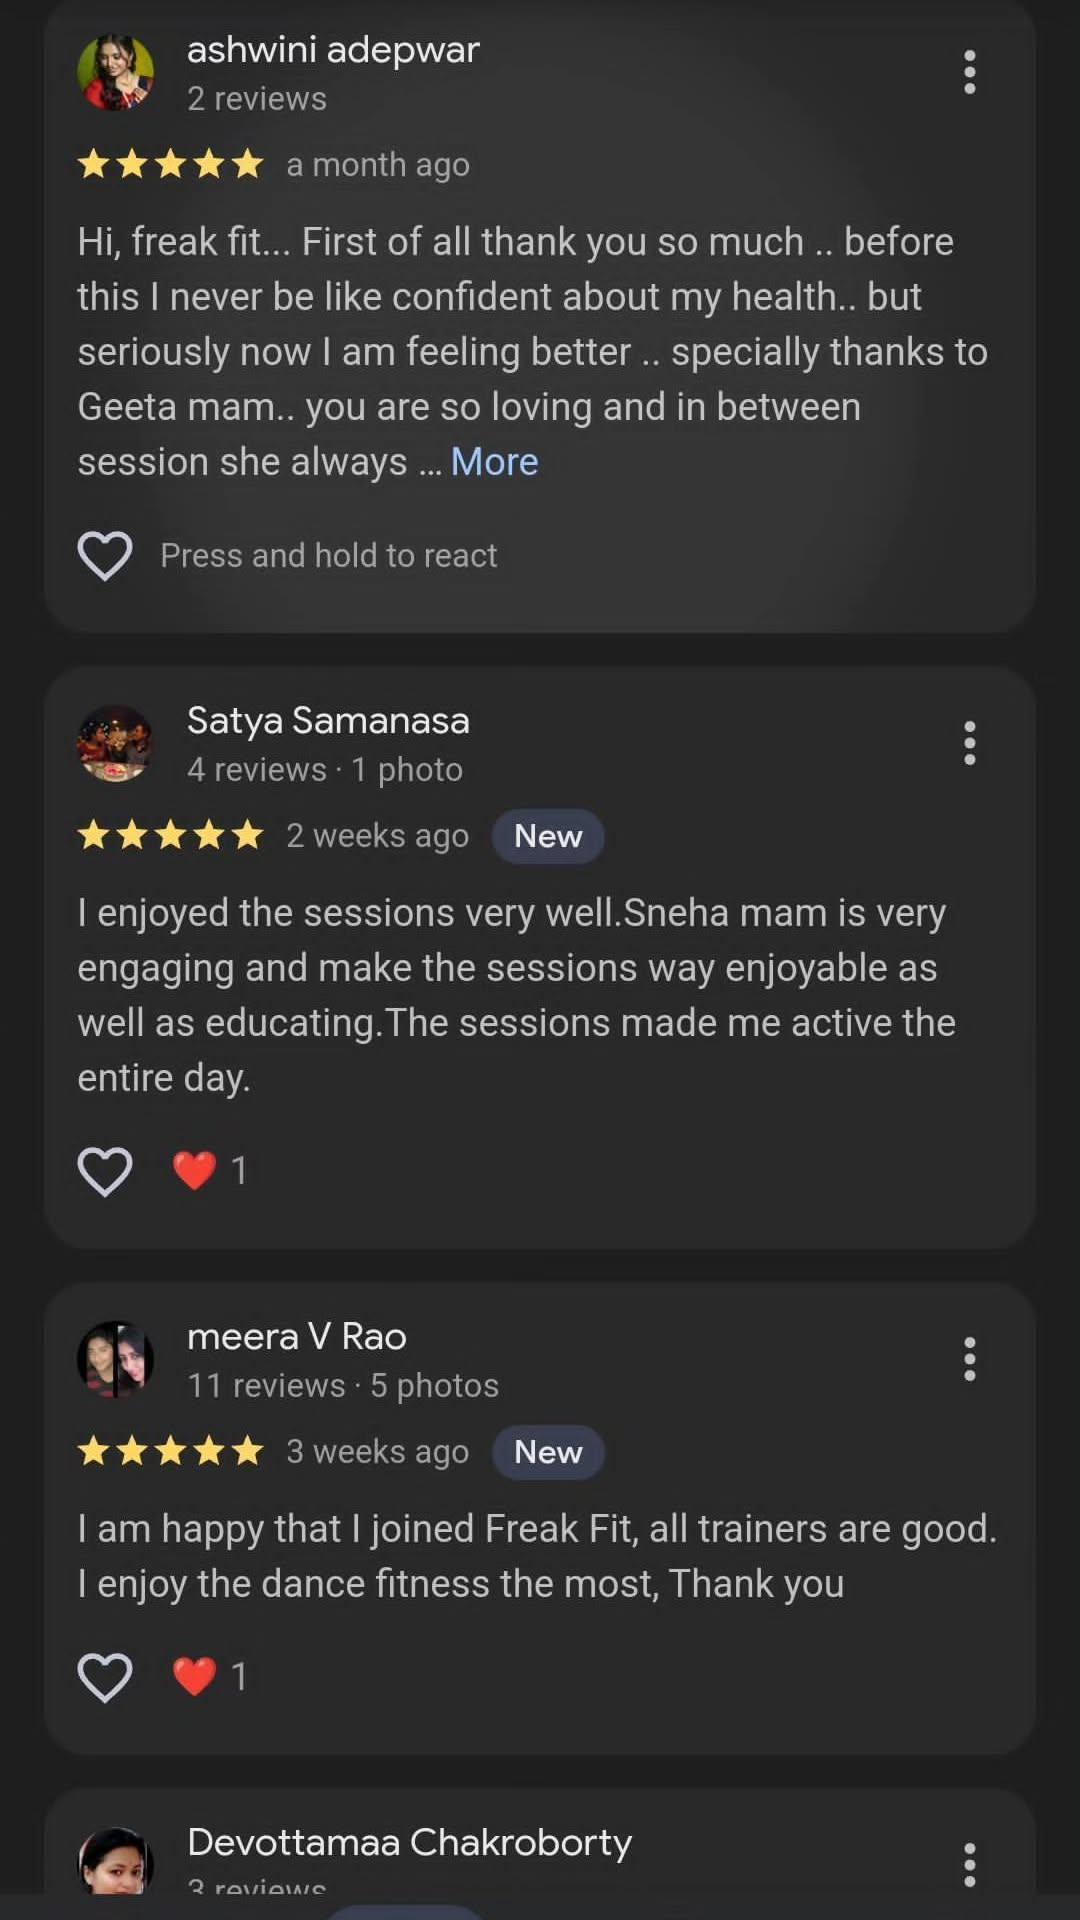 ashwini adepwar
2 reviews
a month ago
Hi, freak fit... First of all thank you so much .. before
this I never be like confident about my health.. but
seriously now I am feeling better .. specially thanks to
Geeta mam.. you are so loving and in between
session she always ... More
Press and hold to react
Satya Samanasa
4 reviews · 1 photo
2 weeks ago New
I enjoyed the sessions very well.Sneha mam is very
engaging and make the sessions way enjoyable as
well as educating.The sessions made me active the
entire day.
❤️ 1
meera V Rao
11 reviews · 5 photos
3 weeks ago New
I am happy that I joined Freak Fit, all trainers are good.
I enjoy the dance fitness the most, Thank you
❤️ 1
Devottamaa Chakroborty
3 reviews